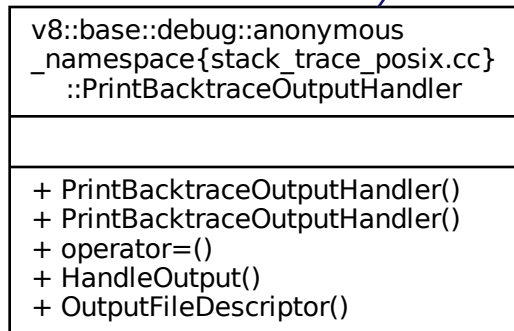 v8::base::debug::anonymous
_namespace{stack_trace_posix.cc}
::PrintBacktraceOutputHandler
+ PrintBacktraceOutputHandler()
+ PrintBacktraceOutputHandler()
+ operator=()
+ HandleOutput()
+ OutputFileDescriptor()